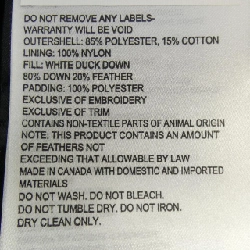 DO NOT REMOVE ANY LABELS-
WARRANTY WILL BE VOID
OUTERSHELL: 85% POLYESTER, 15% COTTON
LINING: 100% NYLON
FILL: WHITE DUCK DOWN
80% DOWN 20% FEATHER
PADDING: 100% POLYESTER
EXCLUSIVE OF EMBROIDERY
EXCLUSIVE OF TRIM
CONTAINS NON-TEXTILE PARTS OF ANIMAL ORIGIN
NOTE: THIS PRODUCT CONTAINS AN AMOUNT
OF FEATHERS NOT
EXCEEDING THAT ALLOWABLE BY LAW
MADE IN CANADA WITH DOMESTIC AND IMPORTED
MATERIALS
DO NOT WASH. DO NOT BLEACH.
DO NOT TUMBLE DRY. DO NOT IRON.
DRY CLEAN ONLY.